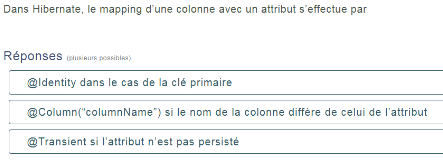 Dans Hibernate, le mapping d'une colonne avec un attribut s'effectue par
Réponses (plusieurs possibles)
@Identity dans le cas de la clé primaire
@Column("columnName") si le nom de la colonne diffère de celui de l'attribut
@Transient si l'attribut n'est pas persisté